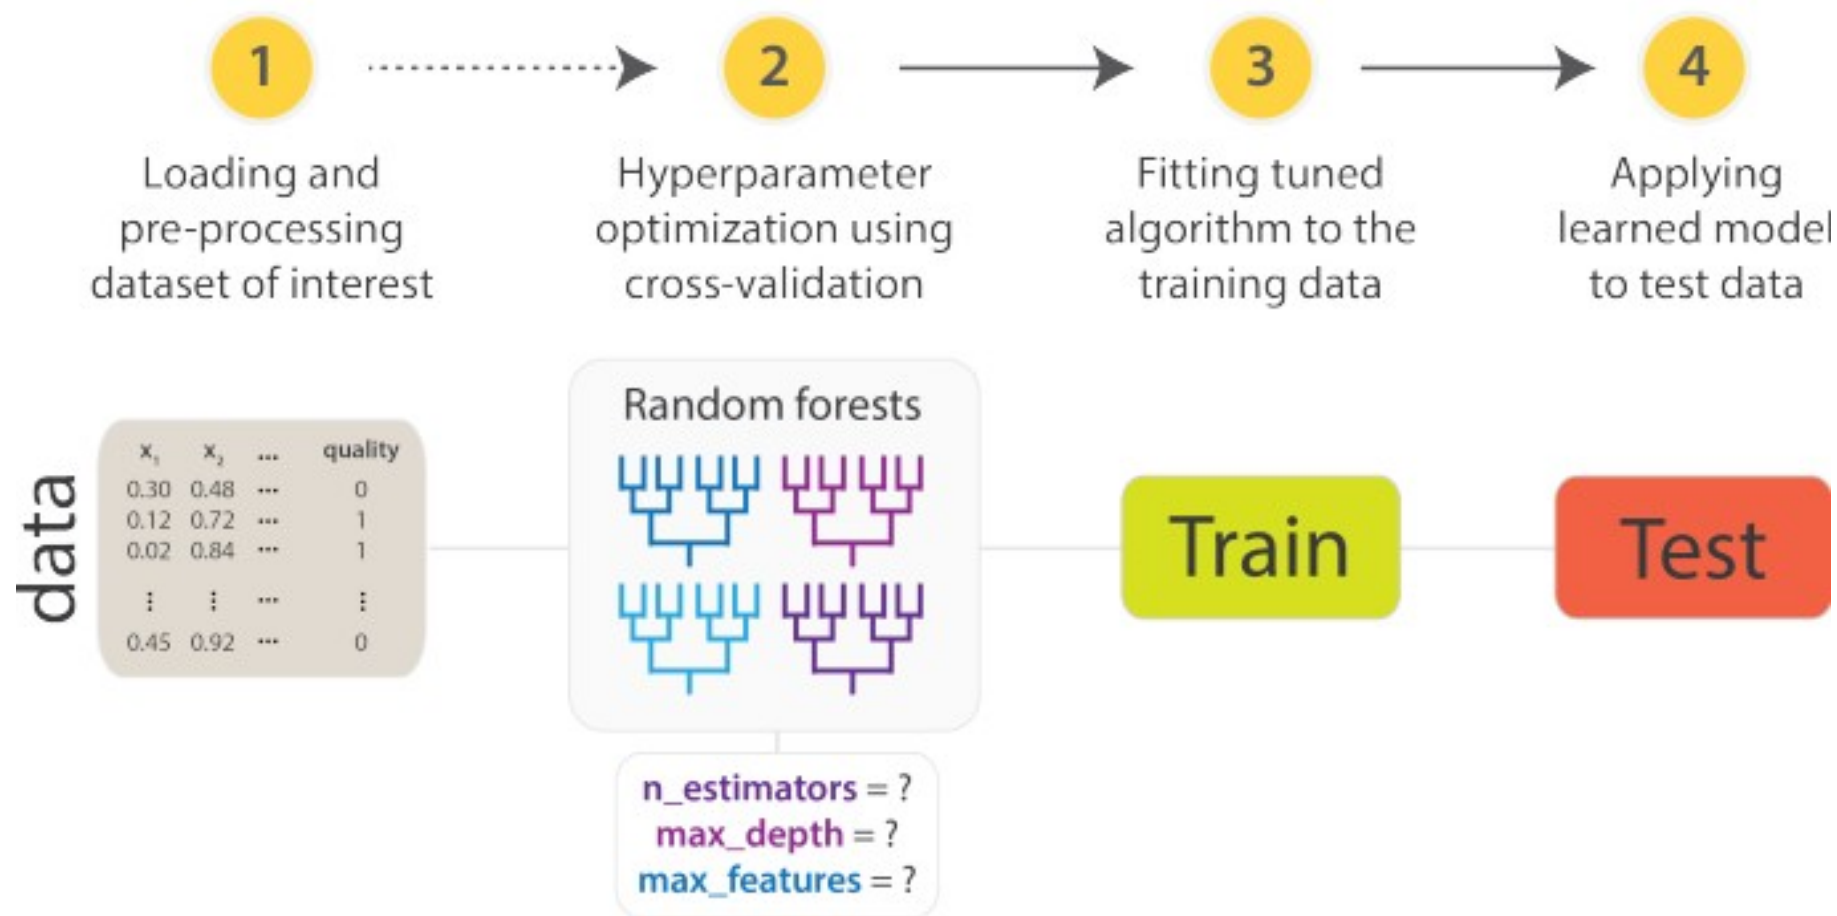 1
2
3
4
Loading and
pre-processing
dataset of interest
Hyperparameter
optimization using
cross-validation
Fitting tuned
algorithm to the
training data
Applying
learned model
to test data
data
x₁ x₂ ... quality
0.30 0.48 ... 0
0.12 0.72 ... 1
0.02 0.84 ... 1
⋮ ⋮ ... ⋮
0.45 0.92 ... 0
Random forests
n_estimators = ?
max_depth = ?
max_features = ?
Train
Test